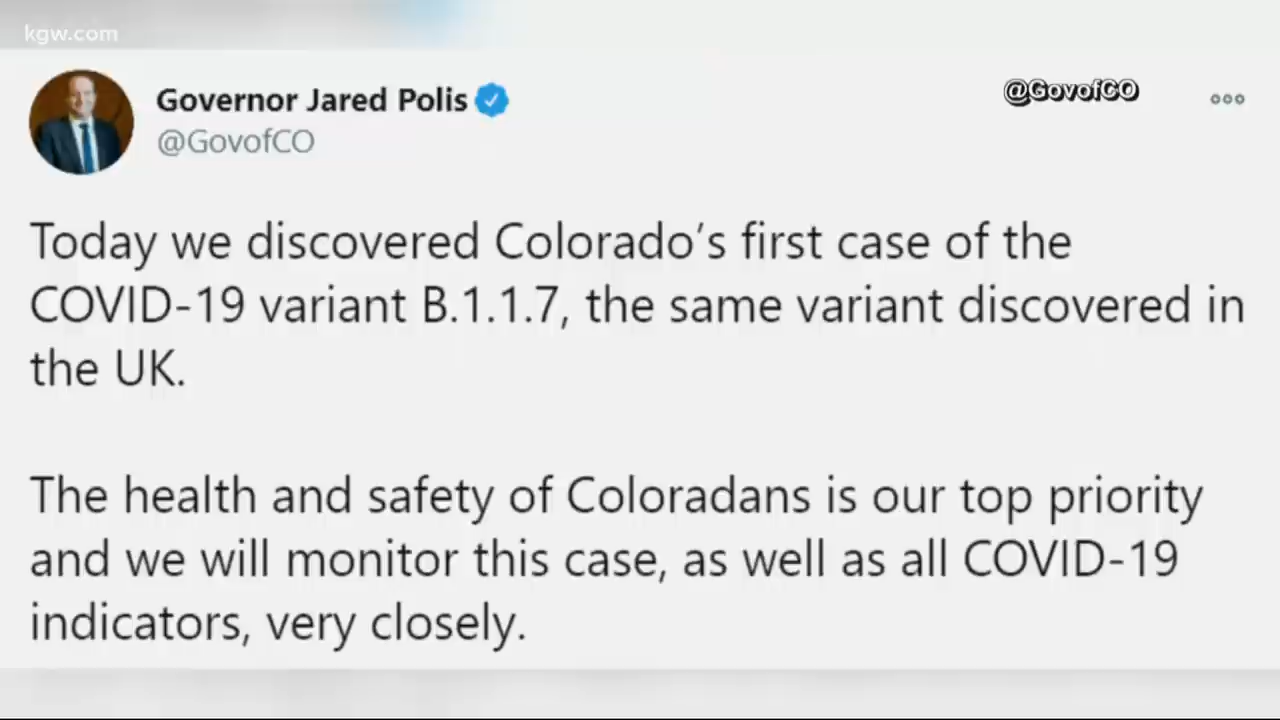 kgw.com
Governor Jared Polis
@GovofCO
@GovofCO
Today we discovered Colorado's first case of the
COVID-19 variant B.1.1.7, the same variant discovered in
the UK.
The health and safety of Coloradans is our top priority
and we will monitor this case, as well as all COVID-19
indicators, very closely.